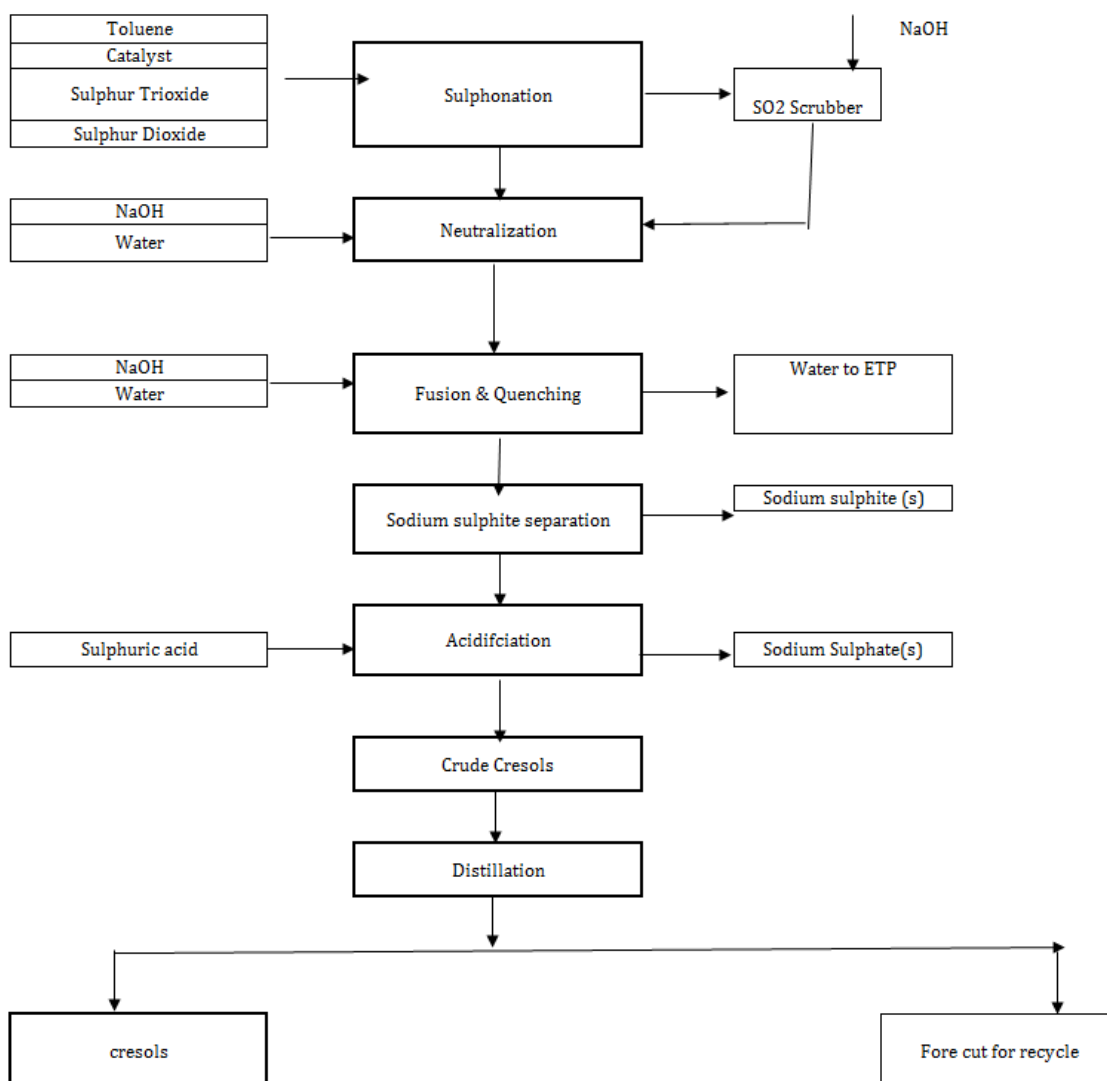 Toluene
Catalyst
Sulphur Trioxide
Sulphur Dioxide
Sulphonation
NaOH
SO2 Scrubber
NaOH
Water
Neutralization
NaOH
Water
Fusion & Quenching
Water to ETP
Sodium sulphite separation
Sodium sulphite (s)
Sulphuric acid
Acidifciation
Sodium Sulphate(s)
Crude Cresols
Distillation
cresols
Fore cut for recycle